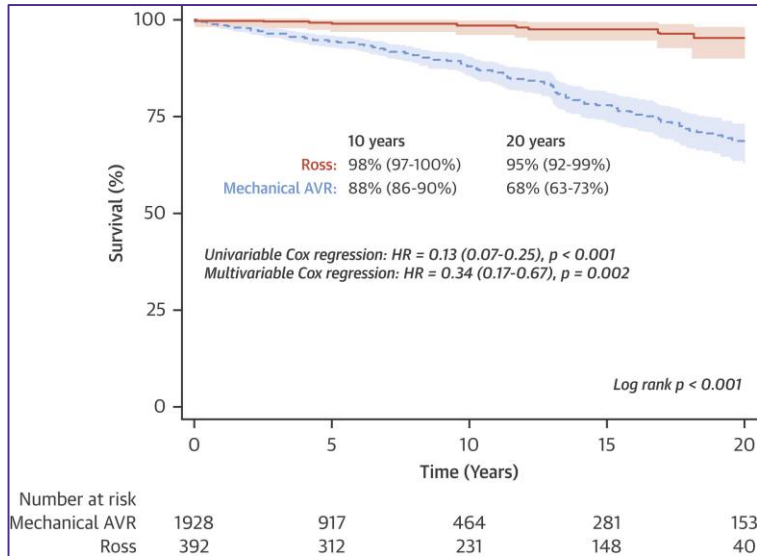 100
75
50
25
0
Survival (%)
10 years 20 years
Ross: 98% (97-100%) 95% (92-99%)
Mechanical AVR: 88% (86-90%) 68% (63-73%)
Univariable Cox regression: HR = 0.13 (0.07-0.25), p < 0.001
Multivariable Cox regression: HR = 0.34 (0.17-0.67), p = 0.002
Log rank p < 0.001
0 5 10 15 20
Time (Years)
Number at risk
Mechanical AVR 1928 917 464 281 153
Ross 392 312 231 148 40